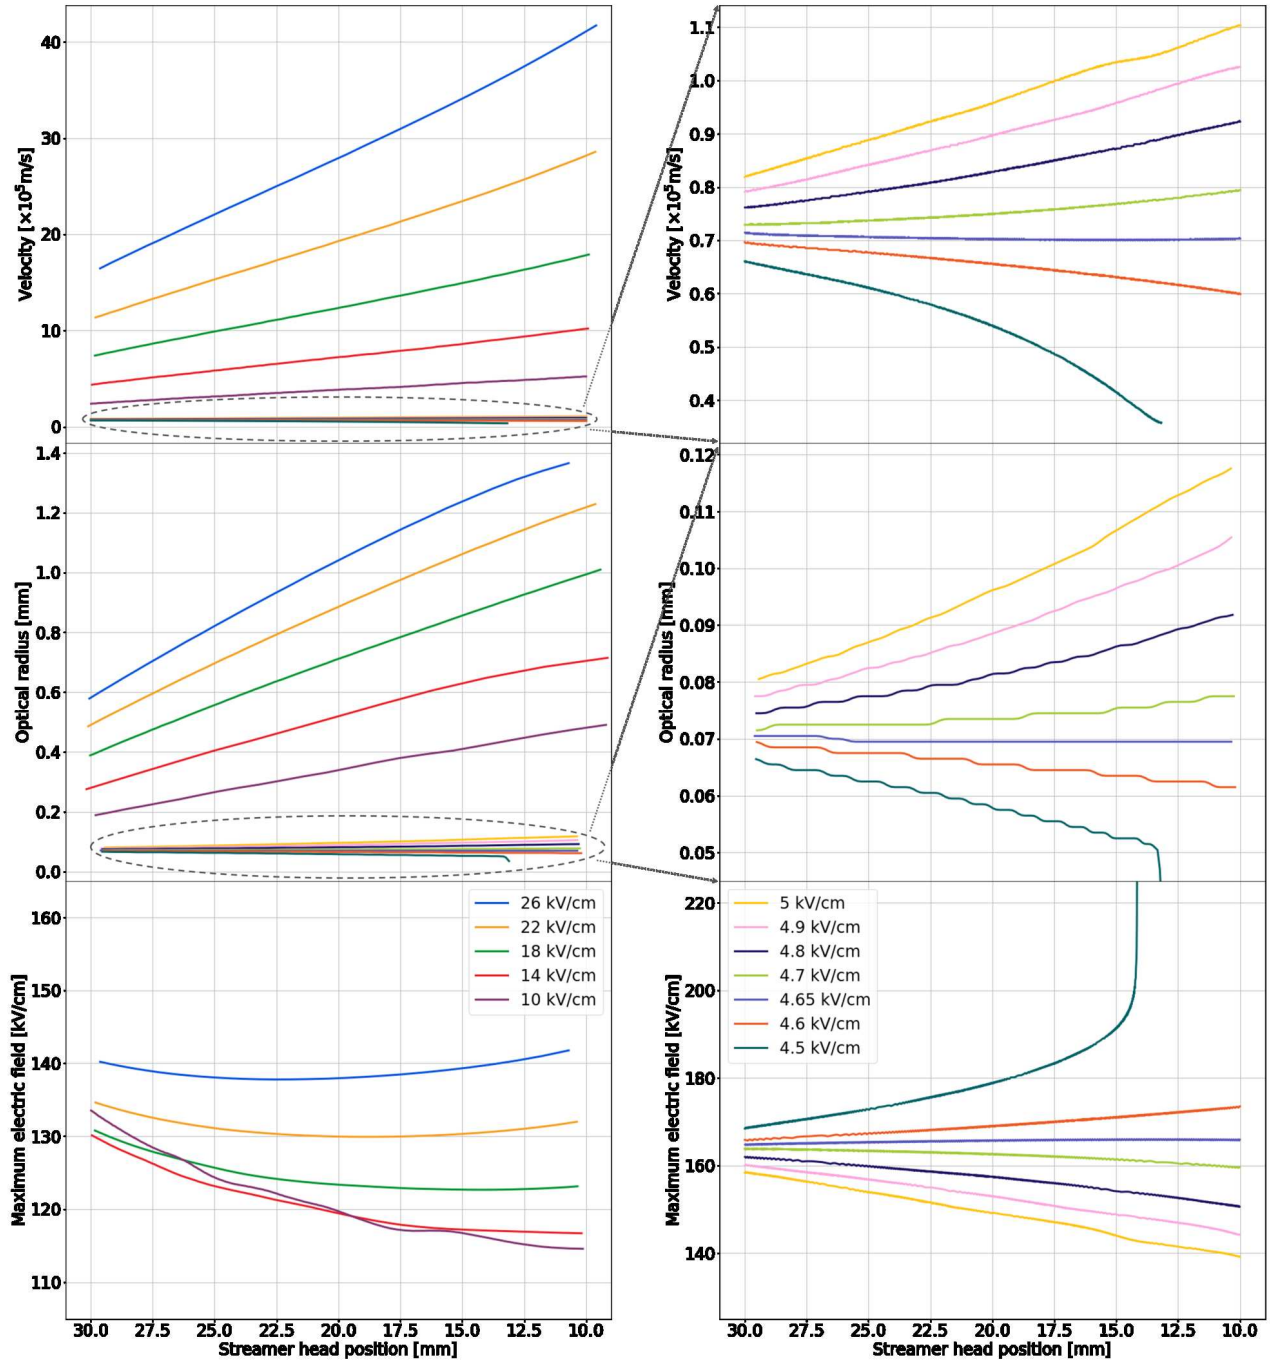 Velocity [×10⁵m/s]
40
30
20
10
0
Velocity [×10⁵m/s]
1.1
1.0
0.9
0.8
0.7
0.6
0.5
0.4
Optical radius [mm]
1.4
1.2
1.0
0.8
0.6
0.4
0.2
0.0
Optical radius [mm]
0.12
0.11
0.10
0.09
0.08
0.07
0.06
0.05
Maximum electric field [kV/cm]
160
150
140
130
120
110
26 kV/cm
22 kV/cm
18 kV/cm
14 kV/cm
10 kV/cm
30.0 27.5 25.0 22.5 20.0 17.5 15.0 12.5 10.0
Streamer head position [mm]
Maximum electric field [kV/cm]
220
200
180
160
140
5 kV/cm
4.9 kV/cm
4.8 kV/cm
4.7 kV/cm
4.65 kV/cm
4.6 kV/cm
4.5 kV/cm
30.0 27.5 25.0 22.5 20.0 17.5 15.0 12.5 10.0
Streamer head position [mm]